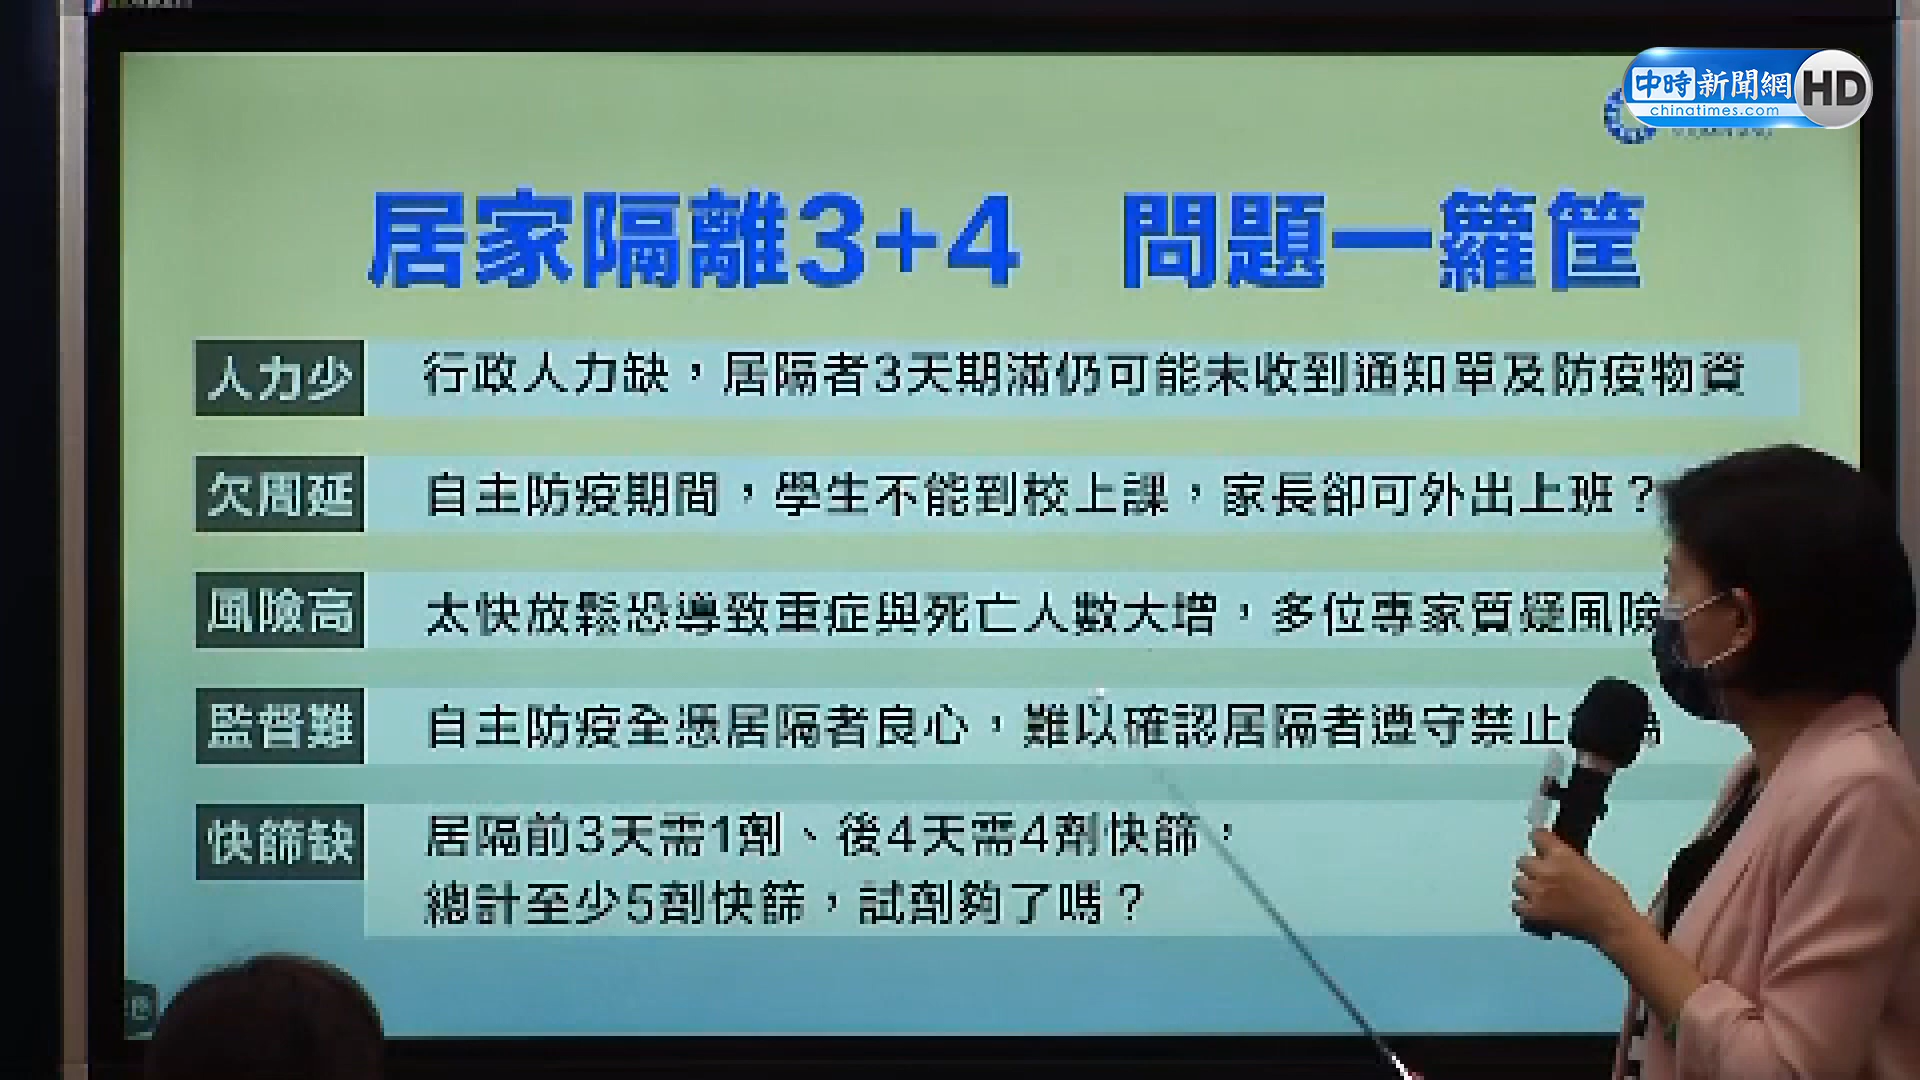 中時新聞網 HD
chinatimes.com
居家隔離3+4 問題一籮筐
人力少 行政人力缺，居隔者3天期滿仍可能未收到通知單及防疫物資
欠周延 自主防疫期間，學生不能到校上課，家長卻可外出上班？
風險高 太快放鬆恐導致重症與死亡人數大增，多位專家質疑風險
監督難 自主防疫全憑居隔者良心，難以確認居隔者遵守禁止
快篩缺 居隔前3天需1劑、後4天需4劑快篩，
總計至少5劑快篩，試劑夠了嗎？